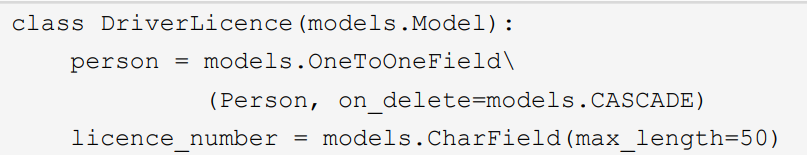 class DriverLicence(models.Model):
    person = models.OneToOneField\
            (Person, on_delete=models.CASCADE)
    licence_number = models.CharField(max_length=50)